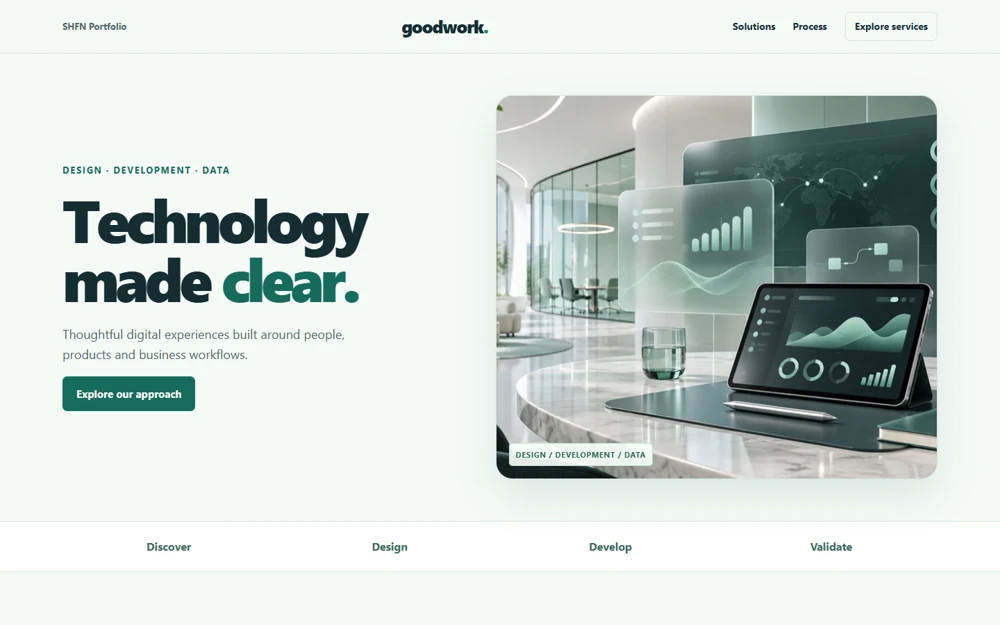 SHFN Portfolio
goodwork.
Solutions
Process
Explore services
DESIGN · DEVELOPMENT · DATA
Technology
made clear.
Thoughtful digital experiences built around people,
products and business workflows.
Explore our approach
DESIGN / DEVELOPMENT / DATA
Discover
Design
Develop
Validate